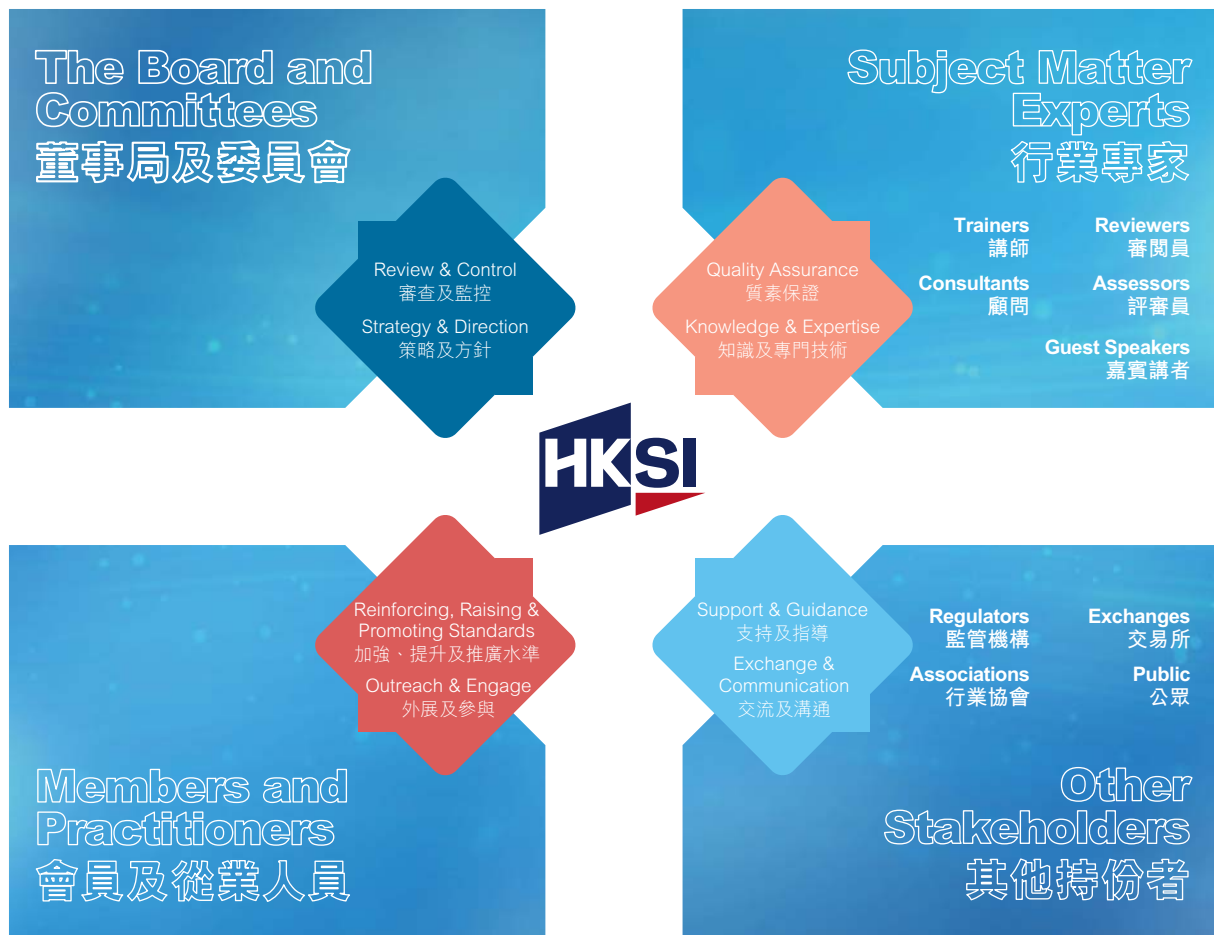 The Board and
Committees
董事局及委員會
Review & Control
審查及監控
Strategy & Direction
策略及方針
Subject Matter
Experts
行業專家
Quality Assurance
質素保證
Knowledge & Expertise
知識及專門技術
Trainers
講師
Reviewers
審閱員
Consultants
顧問
Assessors
評審員
Guest Speakers
嘉賓講者
HKSI
Reinforcing, Raising &
Promoting Standards
加強、提升及推廣水準
Outreach & Engage
外展及參與
Members and
Practitioners
會員及從業人員
Support & Guidance
支持及指導
Exchange &
Communication
交流及溝通
Regulators
監管機構
Exchanges
交易所
Associations
行業協會
Public
公眾
Other
Stakeholders
其他持份者